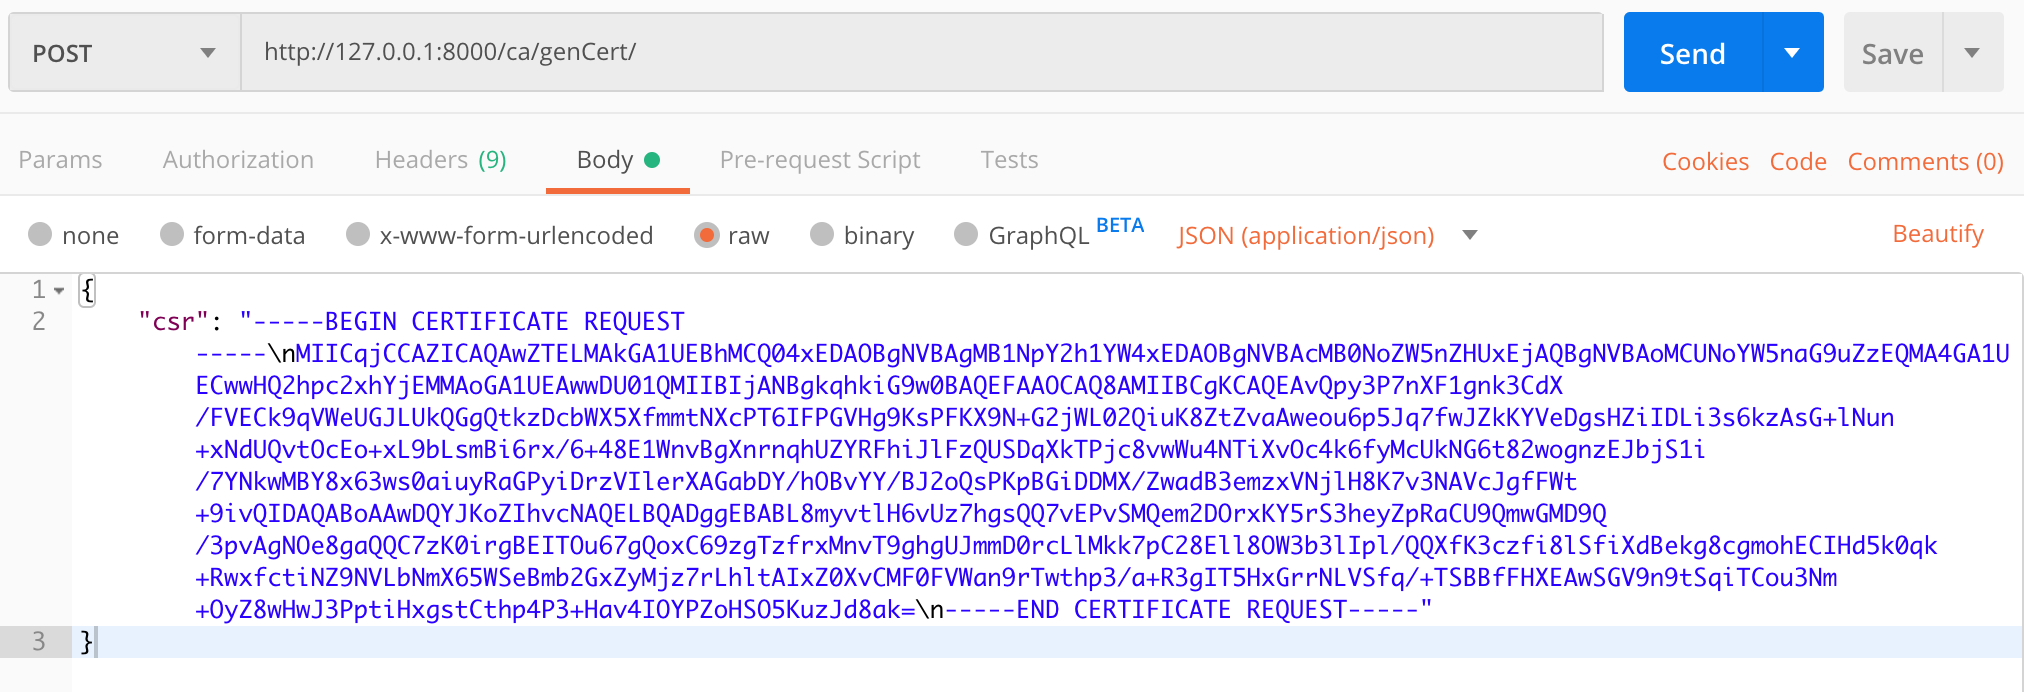 POST http://127.0.0.1:8000/ca/genCert/ Send Save
Params Authorization Headers (9) Body Pre-request Script Tests Cookies Code Comments (0)
none form-data x-www-form-urlencoded raw binary GraphQL BETA JSON (application/json) Beautify
1 {
2 "csr": "-----BEGIN CERTIFICATE REQUEST
-----\nMIICqjCCAZICAQAwZTELMAkGA1UEBhMCQ04xEDAOBgNVBAgMB1NpY2h1YW4xEDAOBgNVBAcMB0NoZW5nZHUxEjAQBgNVBAoMCUNoYW5naG9uZzEQMA4GA1U
ECwwHQ2hpc2xhYjEMMAoGA1UEAwwDU01QMIIBIjANBgkqhkiG9w0BAQEFAAOCAQ8AMIIBCgKCAQEAvQpy3P7nXF1gnk3CdX
/FVECk9qVWeUGJLUkQGgQtkzDcbWX5XfmmtNXcPT6IFPGVHg9KsPFKX9N+G2jWL02QiuK8ZtZvaAweou6p5Jq7fwJZkKYVeDgsHZiIDLi3s6kzAsG+lNun
+xNdUQvtOcEo+xL9bLsmBi6rx/6+48E1WnvBgXnrnqhUZYRFhiJlFzQUSDqXkTPjc8vwWu4NTiXvOc4k6fyMcUkNG6t82wognzEJbjS1i
/7YNkwMBY8x63ws0aiuyRaGPyiDrzVIlerXAGabDY/hOBvYY/BJ2oQsPKpBGiDDMX/ZwadB3emzxVNjlH8K7v3NAVcJgfFWt
+9ivQIDAQABoAAwDQYJKoZIhvcNAQELBQADggEBABL8myvtlH6vUz7hgsQQ7vEPvSMQem2DOrxKY5rS3heyZpRaCU9QmwGMD9Q
/3pvAgNOe8gaQQC7zK0irgBEITOu67gQoxC69zgTzfrxMnvT9ghgUJmmD0rcLlMkk7pC28Ell8OW3b3lIpl/QQXfK3czfi8lSfiXdBekg8cgmohECIHd5k0qk
+RwxfctiNZ9NVLbNmX65WSeBmb2GxZyMjz7rLhltAIxZ0XvCMF0FVWan9rTwthp3/a+R3gIT5HxGrrNLVSfq/+TSBBfFHXEAwSGV9n9tSqiTCou3Nm
+OyZ8wHwJ3PptiHxgstCthp4P3+Hav4IOYPZoHSO5KuzJd8ak=\n-----END CERTIFICATE REQUEST-----"
3 }